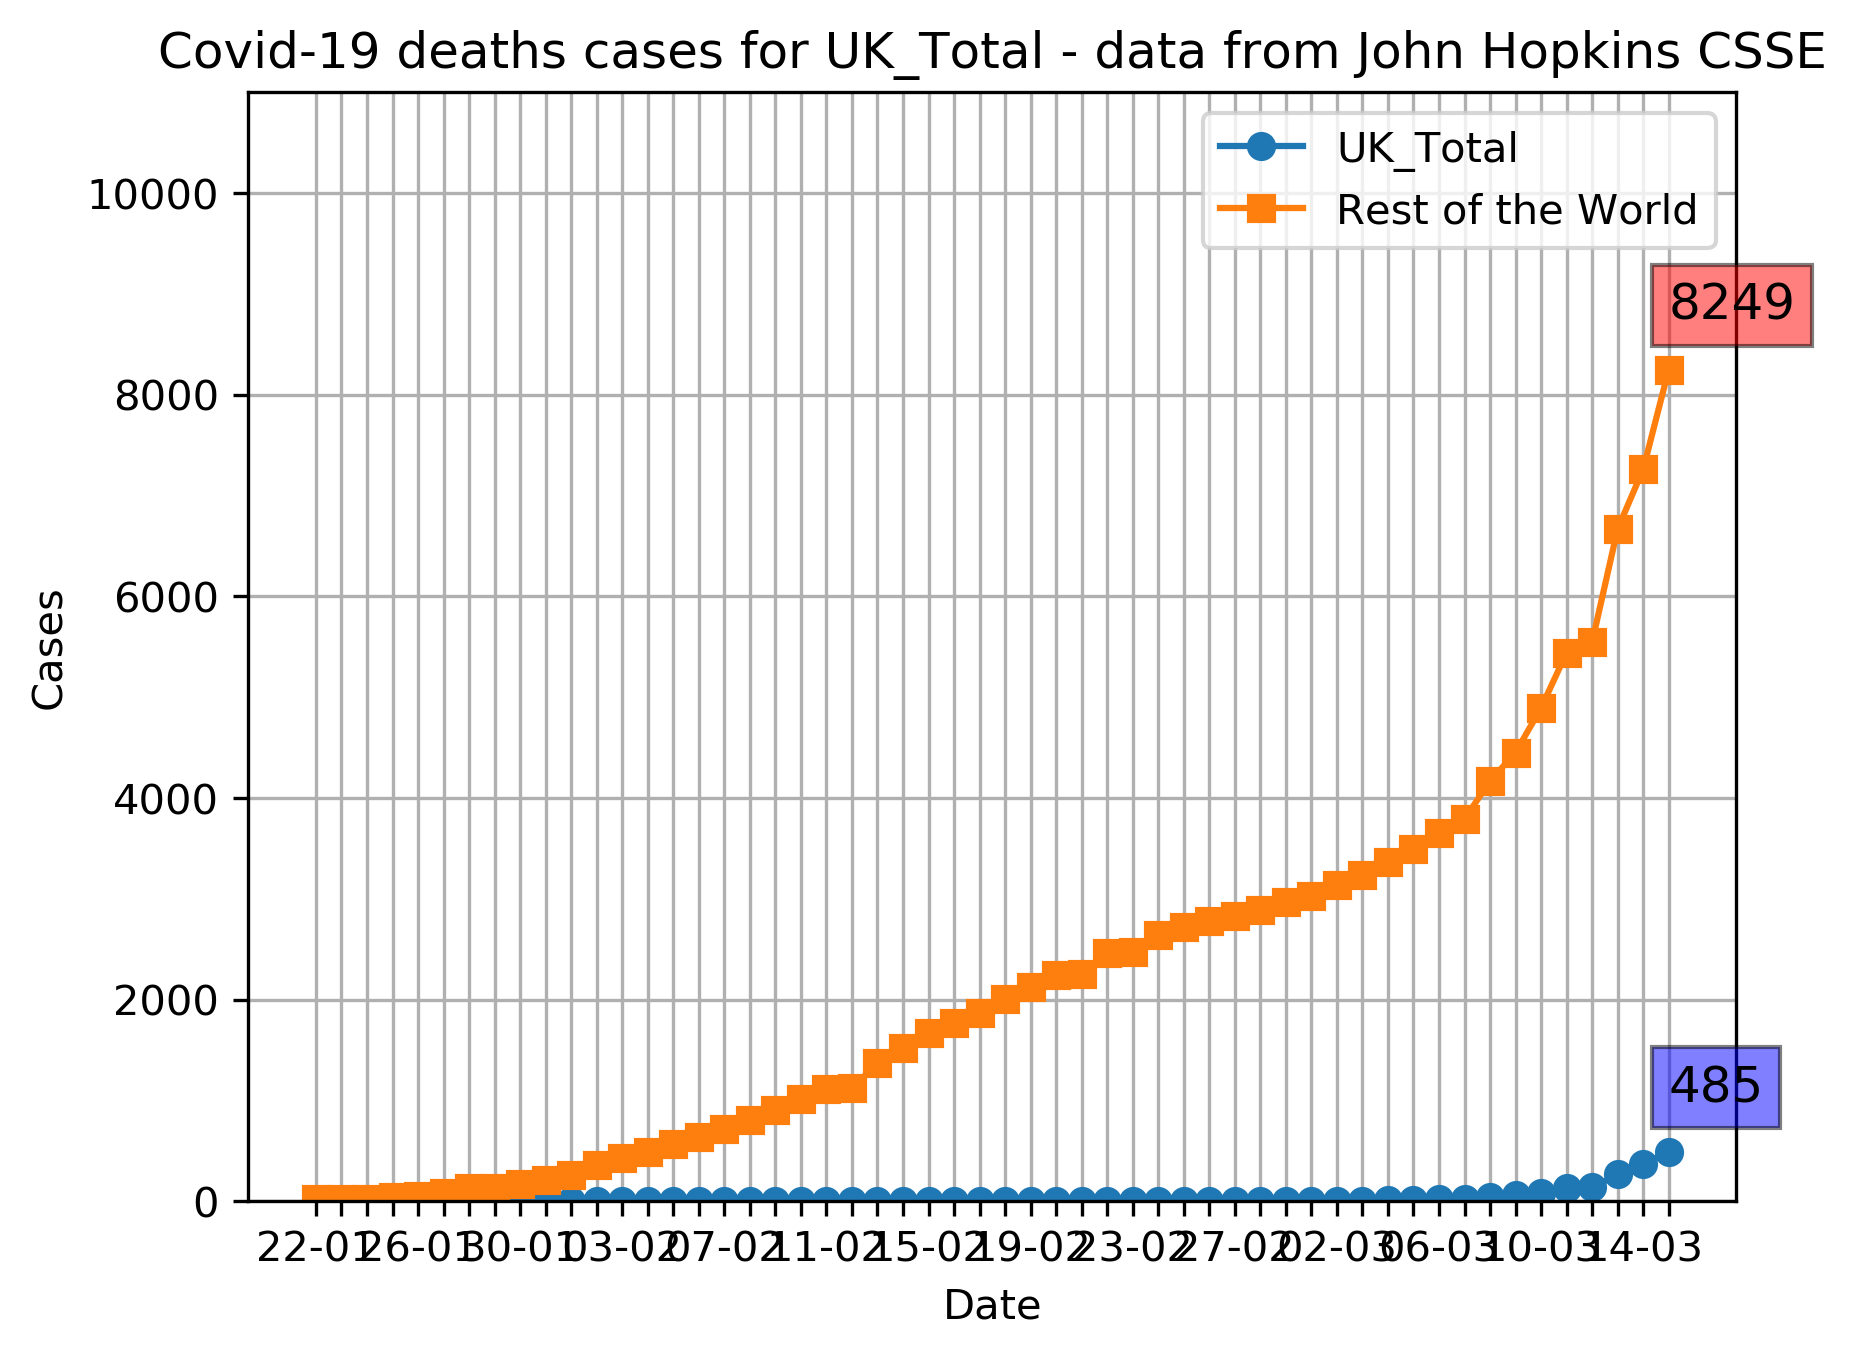 Covid-19 deaths cases for UK_Total - data from John Hopkins CSSE
UK_Total
Rest of the World
8249
485
10000
8000
6000
4000
2000
0
Cases
22-01 26-01 30-01 03-02 07-02 11-02 15-02 19-02 23-02 27-02 02-03 06-03 10-03 14-03
Date